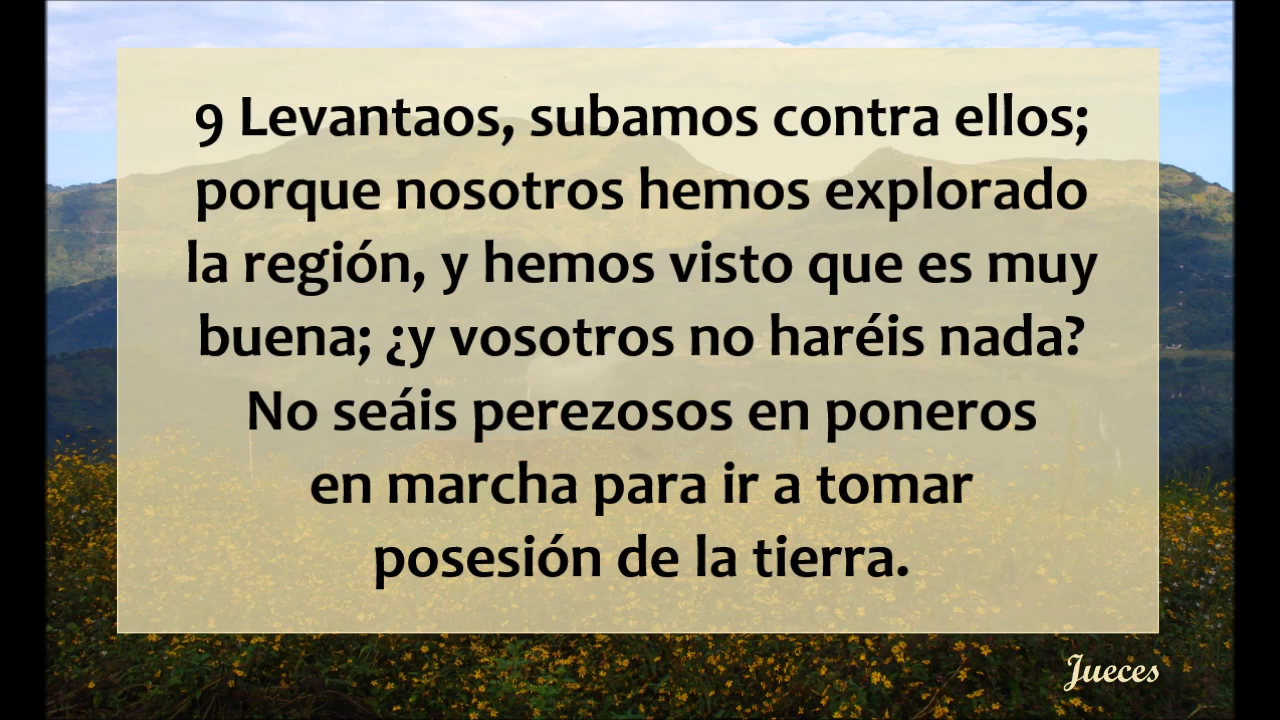 9 Levantaos, subamos contra ellos;
porque nosotros hemos explorado
la región, y hemos visto que es muy
buena; ¿y vosotros no haréis nada?
No seáis perezosos en poneros
en marcha para ir a tomar
posesión de la tierra.
Jueces